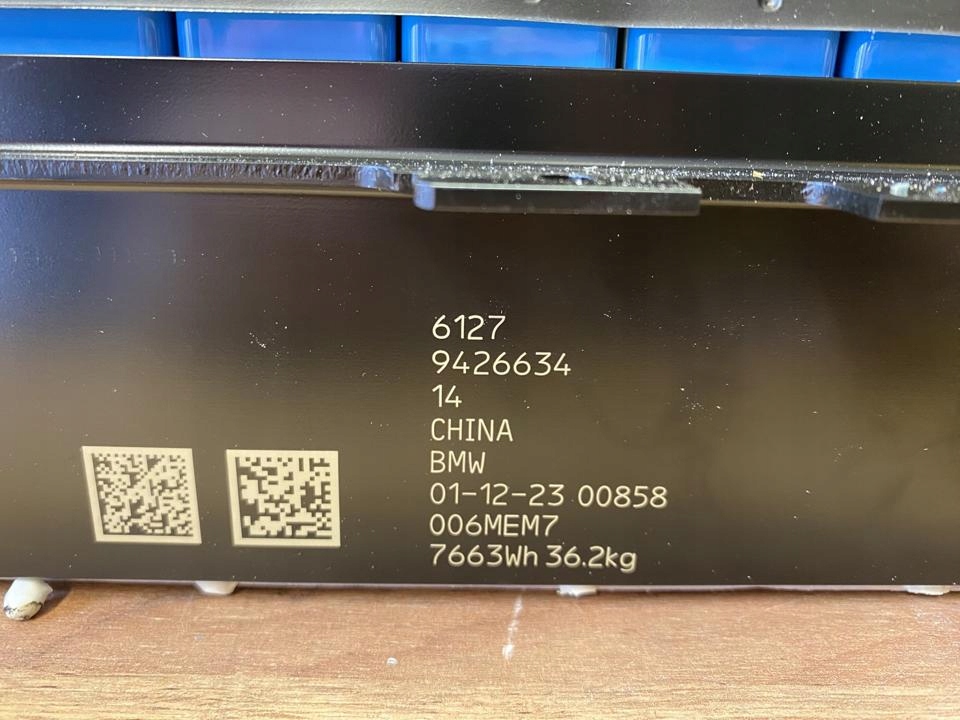 6127
9426634
14
CHINA
BMW
01-12-23 00858
006MEM7
7663Wh 36.2kg